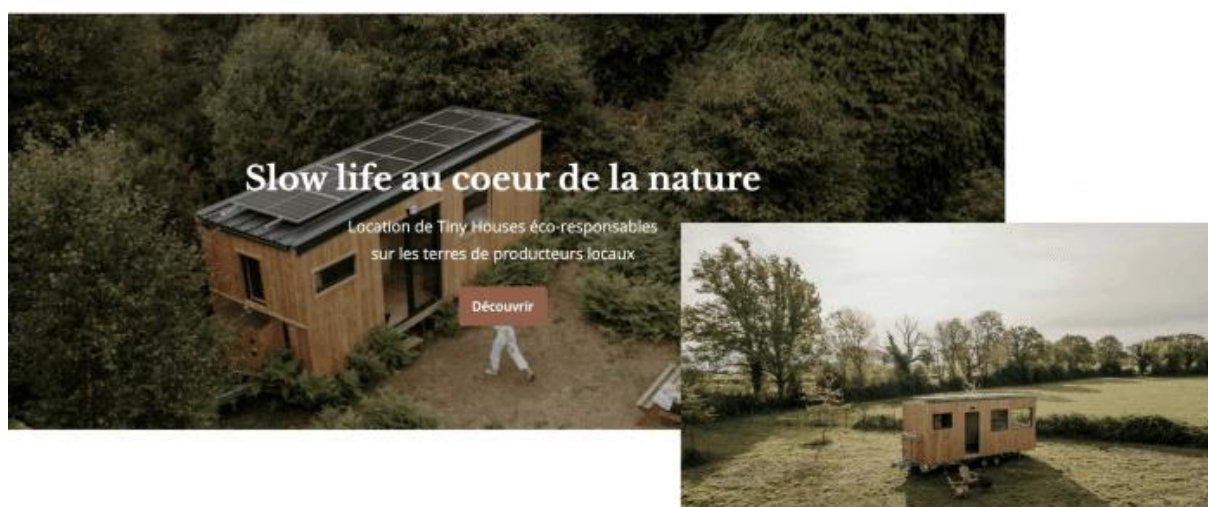 Slow life au coeur de la nature
Location de Tiny Houses éco-responsables
sur les terres de producteurs locaux
Découvrir